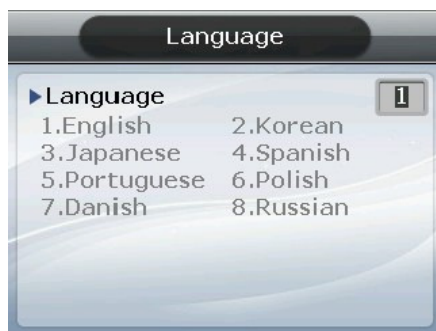 Language
Language 1
1.English 2.Korean
3.Japanese 4.Spanish
5.Portuguese 6.Polish
7.Danish 8.Russian